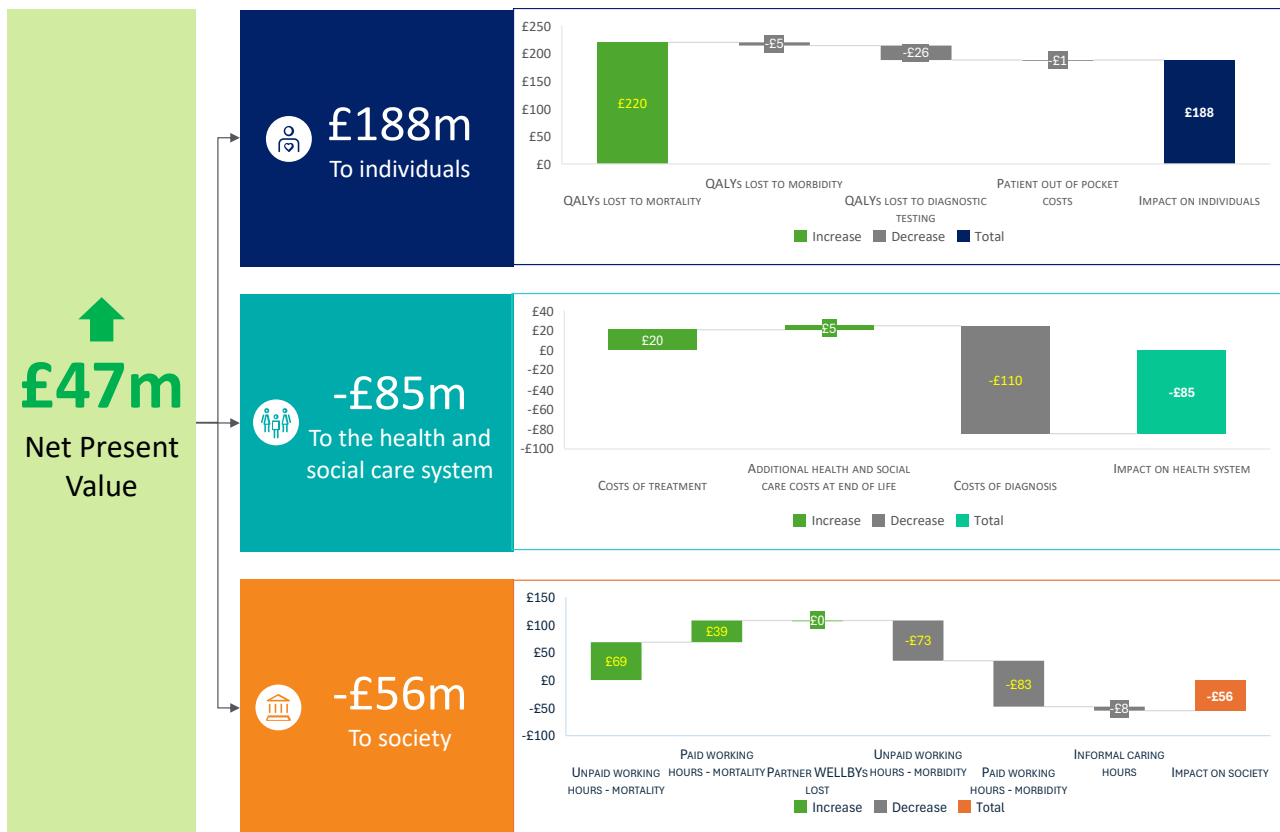 £47m
Net Present
Value
£188m
To individuals
£250
£200
£150
£100
£50
£0
£220
-£5
-£26
-£1
£188
QALYs lost to mortality
QALYs lost to morbidity
QALYs lost to diagnostic
testing
Patient out of pocket
costs
Impact on individuals
Increase Decrease Total
-£85m
To the health and
social care system
£40
£20
£0
-£20
-£40
-£60
-£80
-£100
£20
£5
-£110
-£85
Costs of treatment
Additional health and social
care costs at end of life
Costs of diagnosis
Impact on health system
Increase Decrease Total
-£56m
To society
£150
£100
£50
£0
-£50
-£100
£69
£39
£0
-£73
-£83
-£8
-£56
Unpaid working
hours - mortality
Paid working
hours - mortality
Partner WELLBYs
lost
Unpaid working
hours - morbidity
Paid working
hours - morbidity
Informal caring
hours
Impact on society
Increase Decrease Total